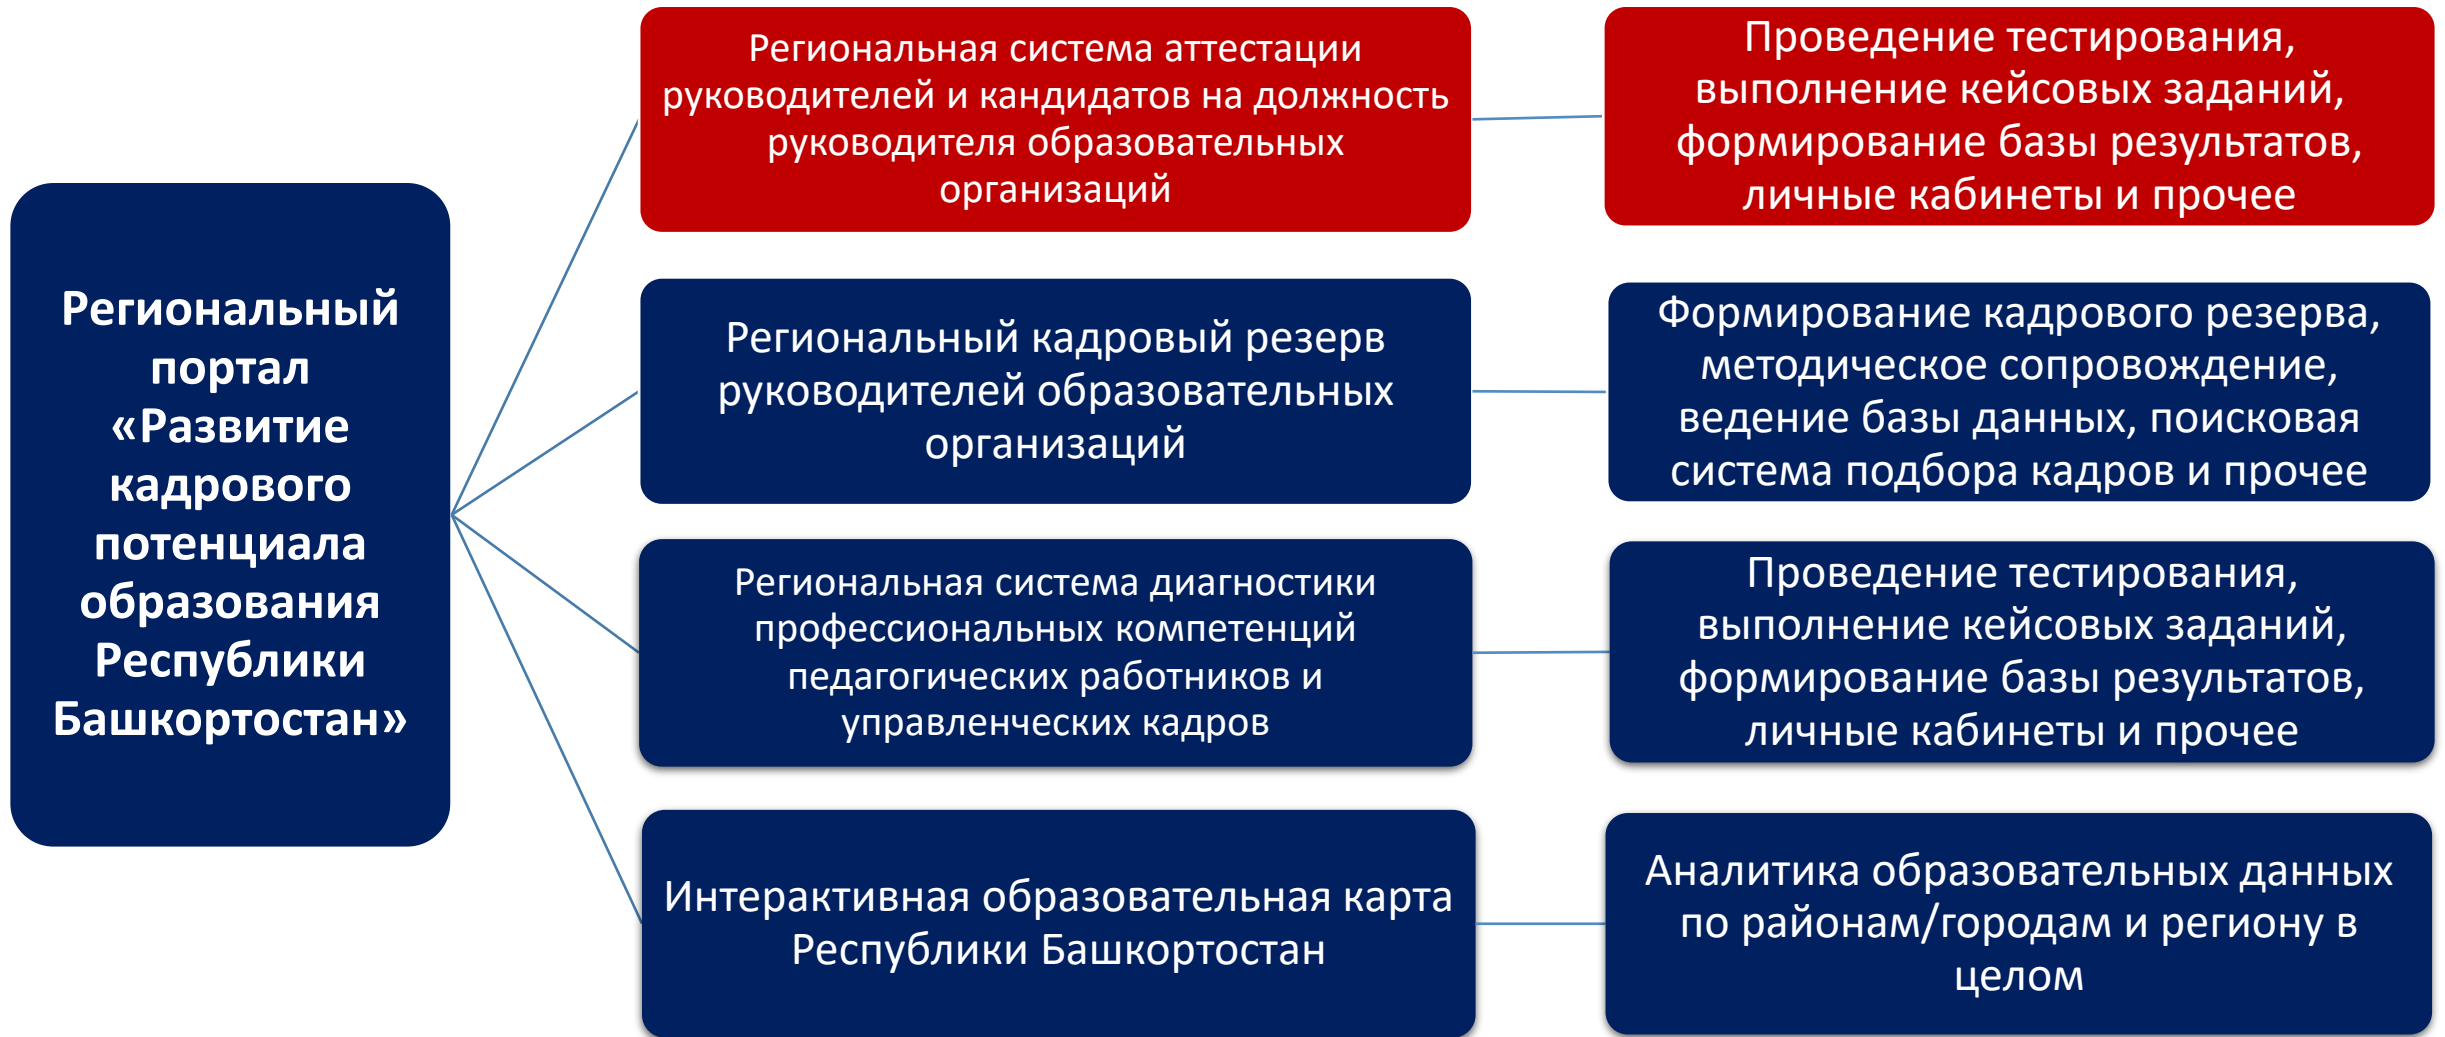 Региональный
портал
«Развитие
кадрового
потенциала
образования
Республики
Башкортостан»
Региональная система аттестации
руководителей и кандидатов на должность
руководителя образовательных
организаций
Проведение тестирования,
выполнение кейсовых заданий,
формирование базы результатов,
личные кабинеты и прочее
Региональный кадровый резерв
руководителей образовательных
организаций
Формирование кадрового резерва,
методическое сопровождение,
ведение базы данных, поисковая
система подбора кадров и прочее
Региональная система диагностики
профессиональных компетенций
педагогических работников и
управленческих кадров
Проведение тестирования,
выполнение кейсовых заданий,
формирование базы результатов,
личные кабинеты и прочее
Интерактивная образовательная карта
Республики Башкортостан
Аналитика образовательных данных
по районам/городам и региону в
целом